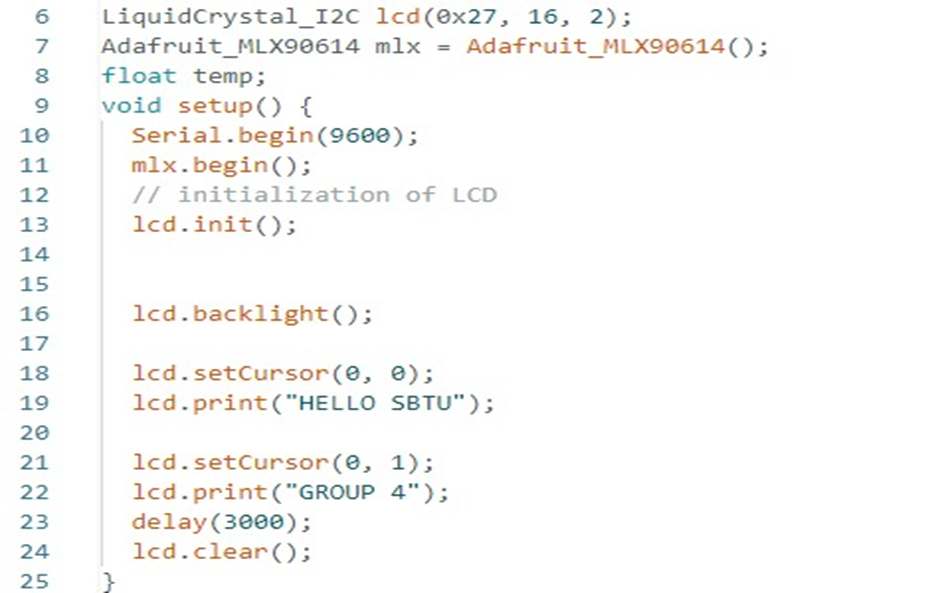 6 LiquidCrystal_I2C lcd(0x27, 16, 2);
7 Adafruit_MLX90614 mlx = Adafruit_MLX90614();
8 float temp;
9 void setup() {
10 Serial.begin(9600);
11 mlx.begin();
12 // initialization of LCD
13 lcd.init();
14
15
16 lcd.backlight();
17
18 lcd.setCursor(0, 0);
19 lcd.print("HELLO SBTU");
20
21 lcd.setCursor(0, 1);
22 lcd.print("GROUP 4");
23 delay(3000);
24 lcd.clear();
25 }